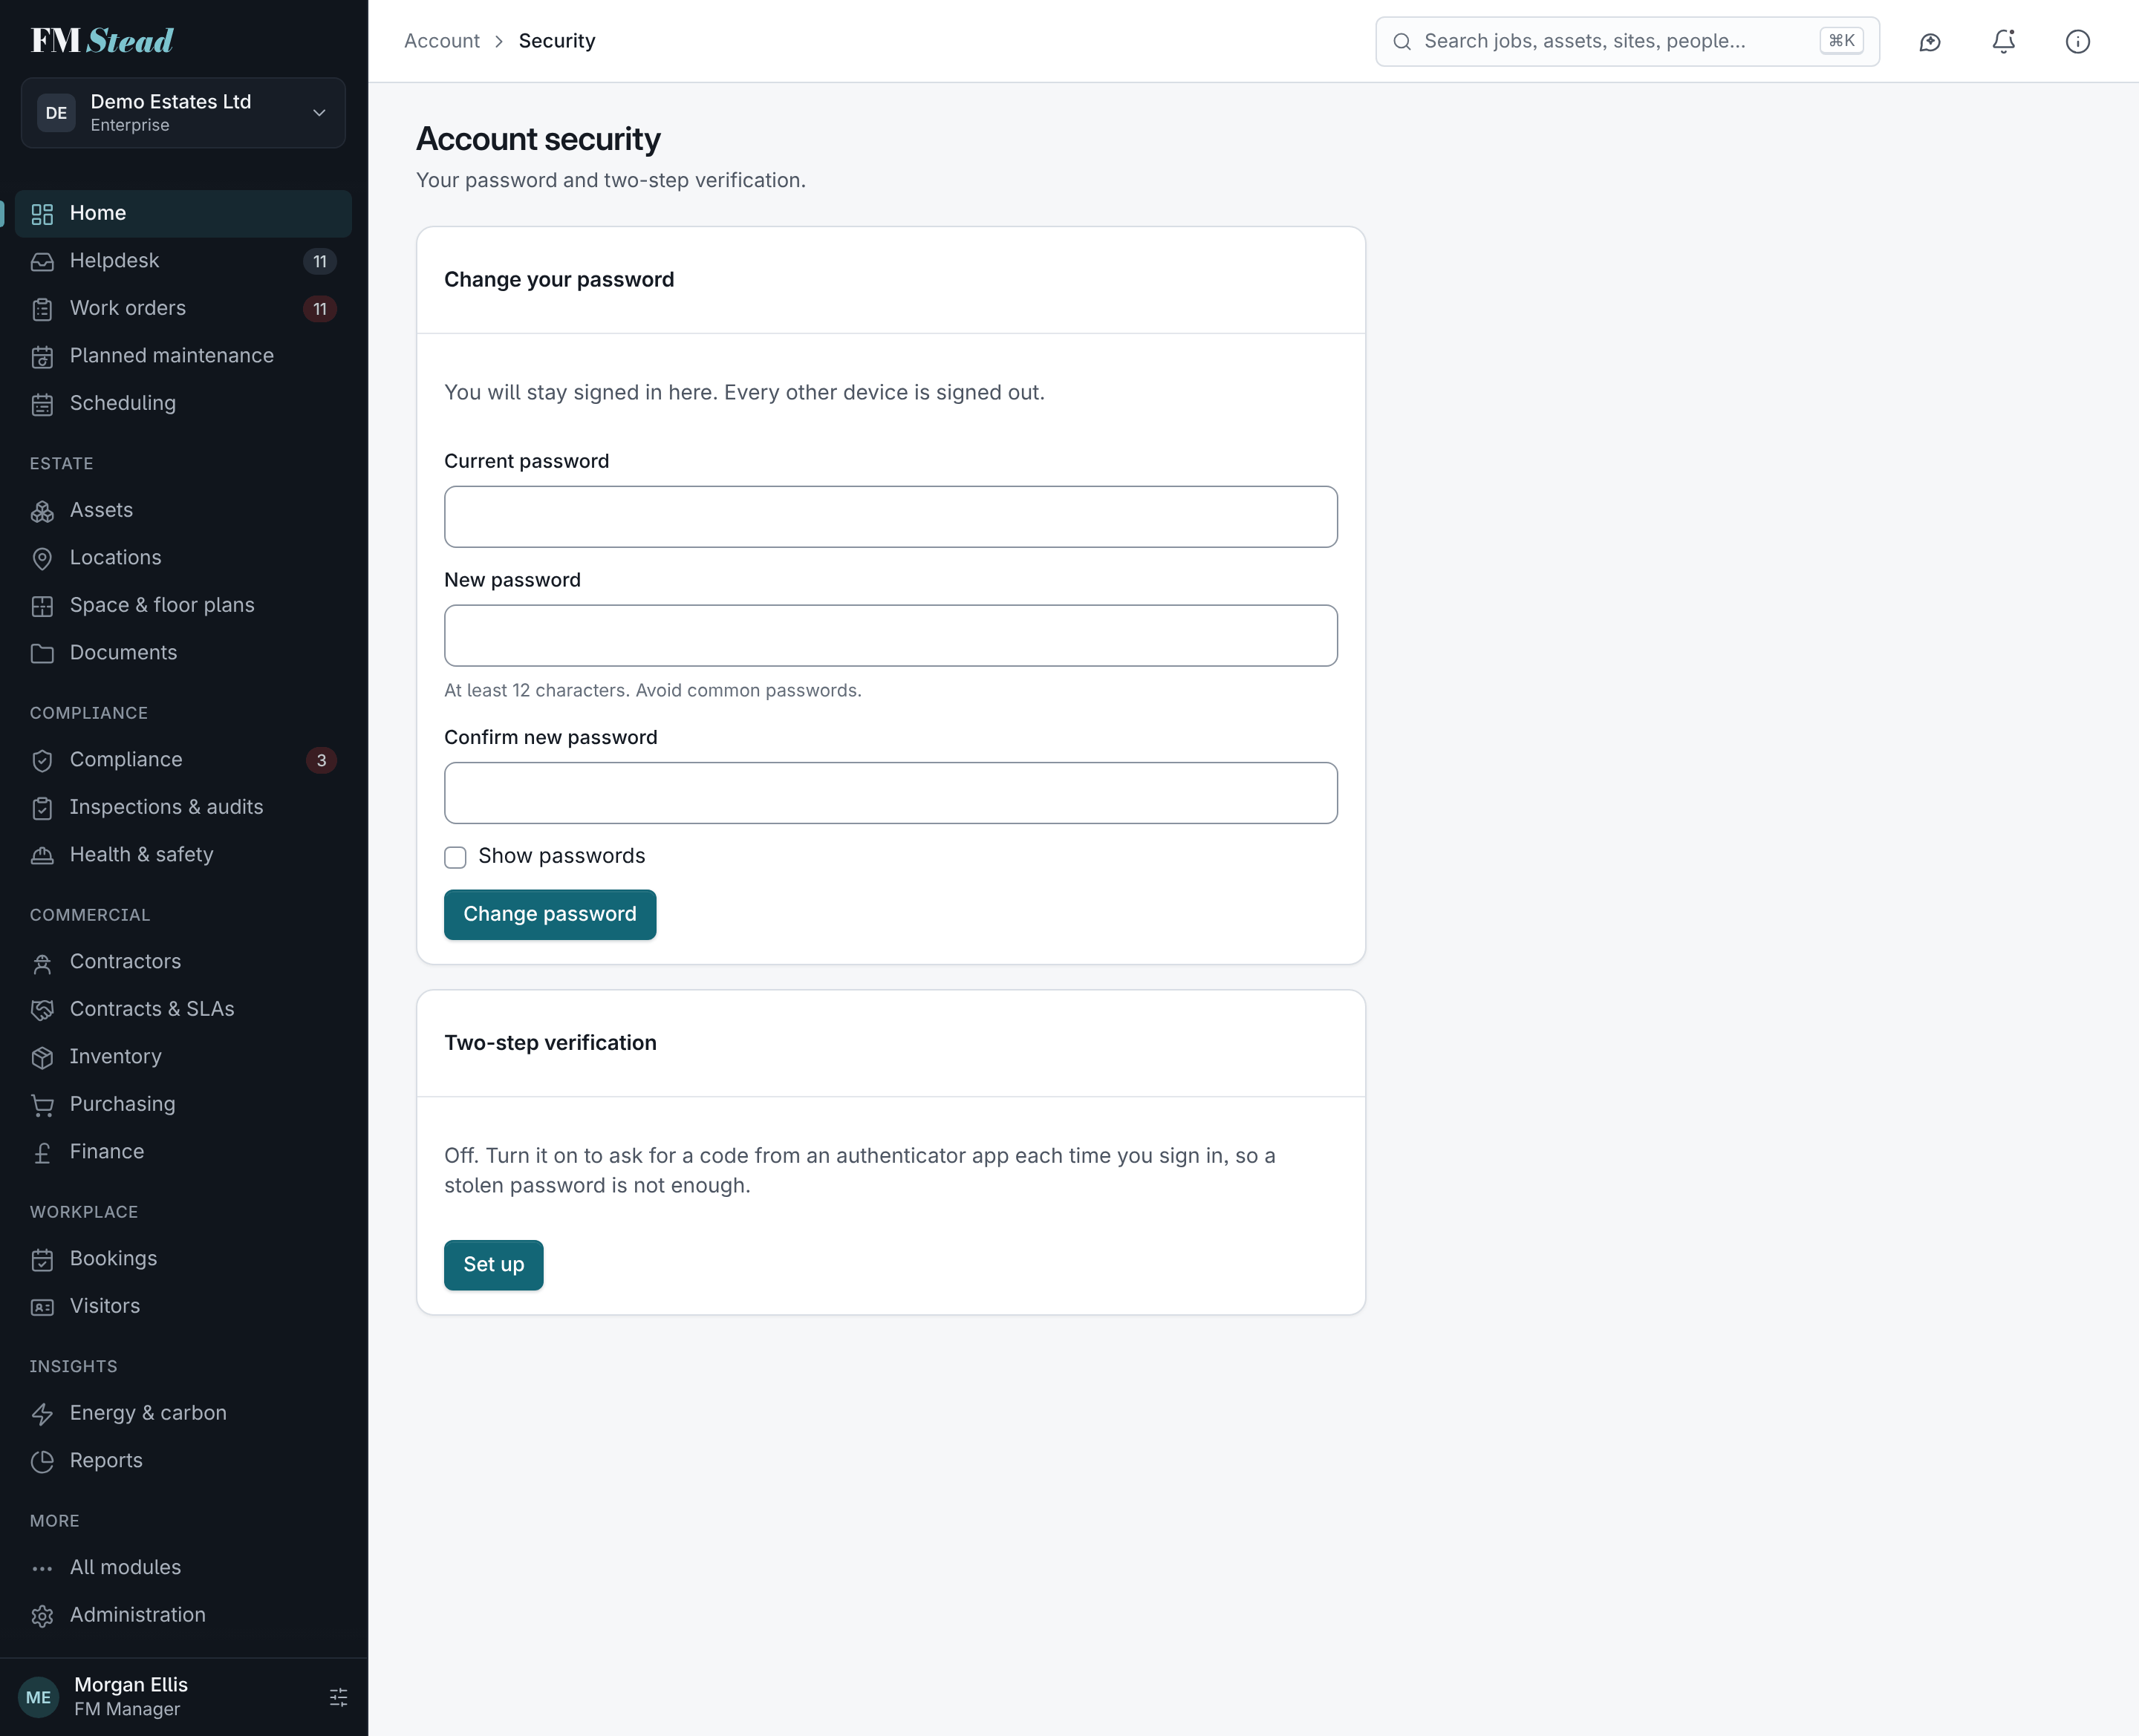 FM Stead
DE
Demo Estates Ltd
Enterprise
Home
Helpdesk 11
Work orders 11
Planned maintenance
Scheduling
ESTATE
Assets
Locations
Space & floor plans
Documents
COMPLIANCE
Compliance 3
Inspections & audits
Health & safety
COMMERCIAL
Contractors
Contracts & SLAs
Inventory
Purchasing
Finance
WORKPLACE
Bookings
Visitors
INSIGHTS
Energy & carbon
Reports
MORE
All modules
Administration
ME
Morgan Ellis
FM Manager
Account > Security
Search jobs, assets, sites, people... ⌘K
Account security
Your password and two-step verification.
Change your password
You will stay signed in here. Every other device is signed out.
Current password
New password
At least 12 characters. Avoid common passwords.
Confirm new password
Show passwords
Change password
Two-step verification
Off. Turn it on to ask for a code from an authenticator app each time you sign in, so a
stolen password is not enough.
Set up